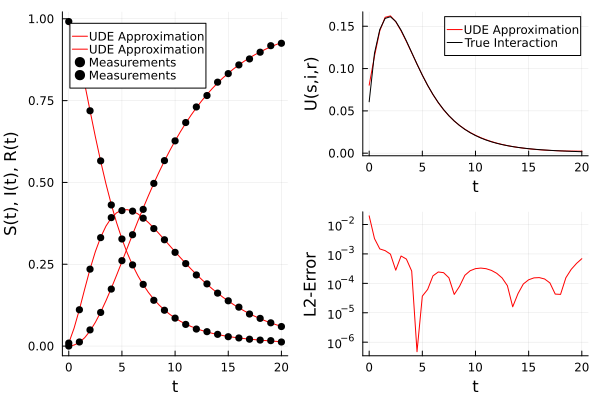 S(t), I(t), R(t)
1.00
0.75
0.50
0.25
0.00
UDE Approximation
UDE Approximation
Measurements
Measurements
0 5 10 15 20
t
U(s,i,r)
0.15
0.10
0.05
0.00
UDE Approximation
True Interaction
0 5 10 15 20
t
L2-Error
10⁻²
10⁻³
10⁻⁴
10⁻⁵
10⁻⁶
0 5 10 15 20
t